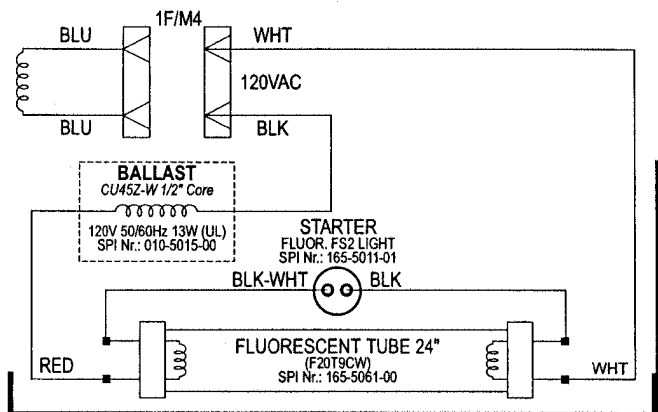 1F/M4
BLU
WHT
120VAC
BLU
BLK
BALLAST
CU45Z-W 1/2" Core
120V 50/60Hz 13W (UL)
SPI Nr.: 010-5015-00
STARTER
FLUOR. FS2 LIGHT
SPI Nr.: 165-5011-01
BLK-WHT
BLK
FLUORESCENT TUBE 24"
(F20T9CW)
SPI Nr.: 165-5061-00
RED
WHT